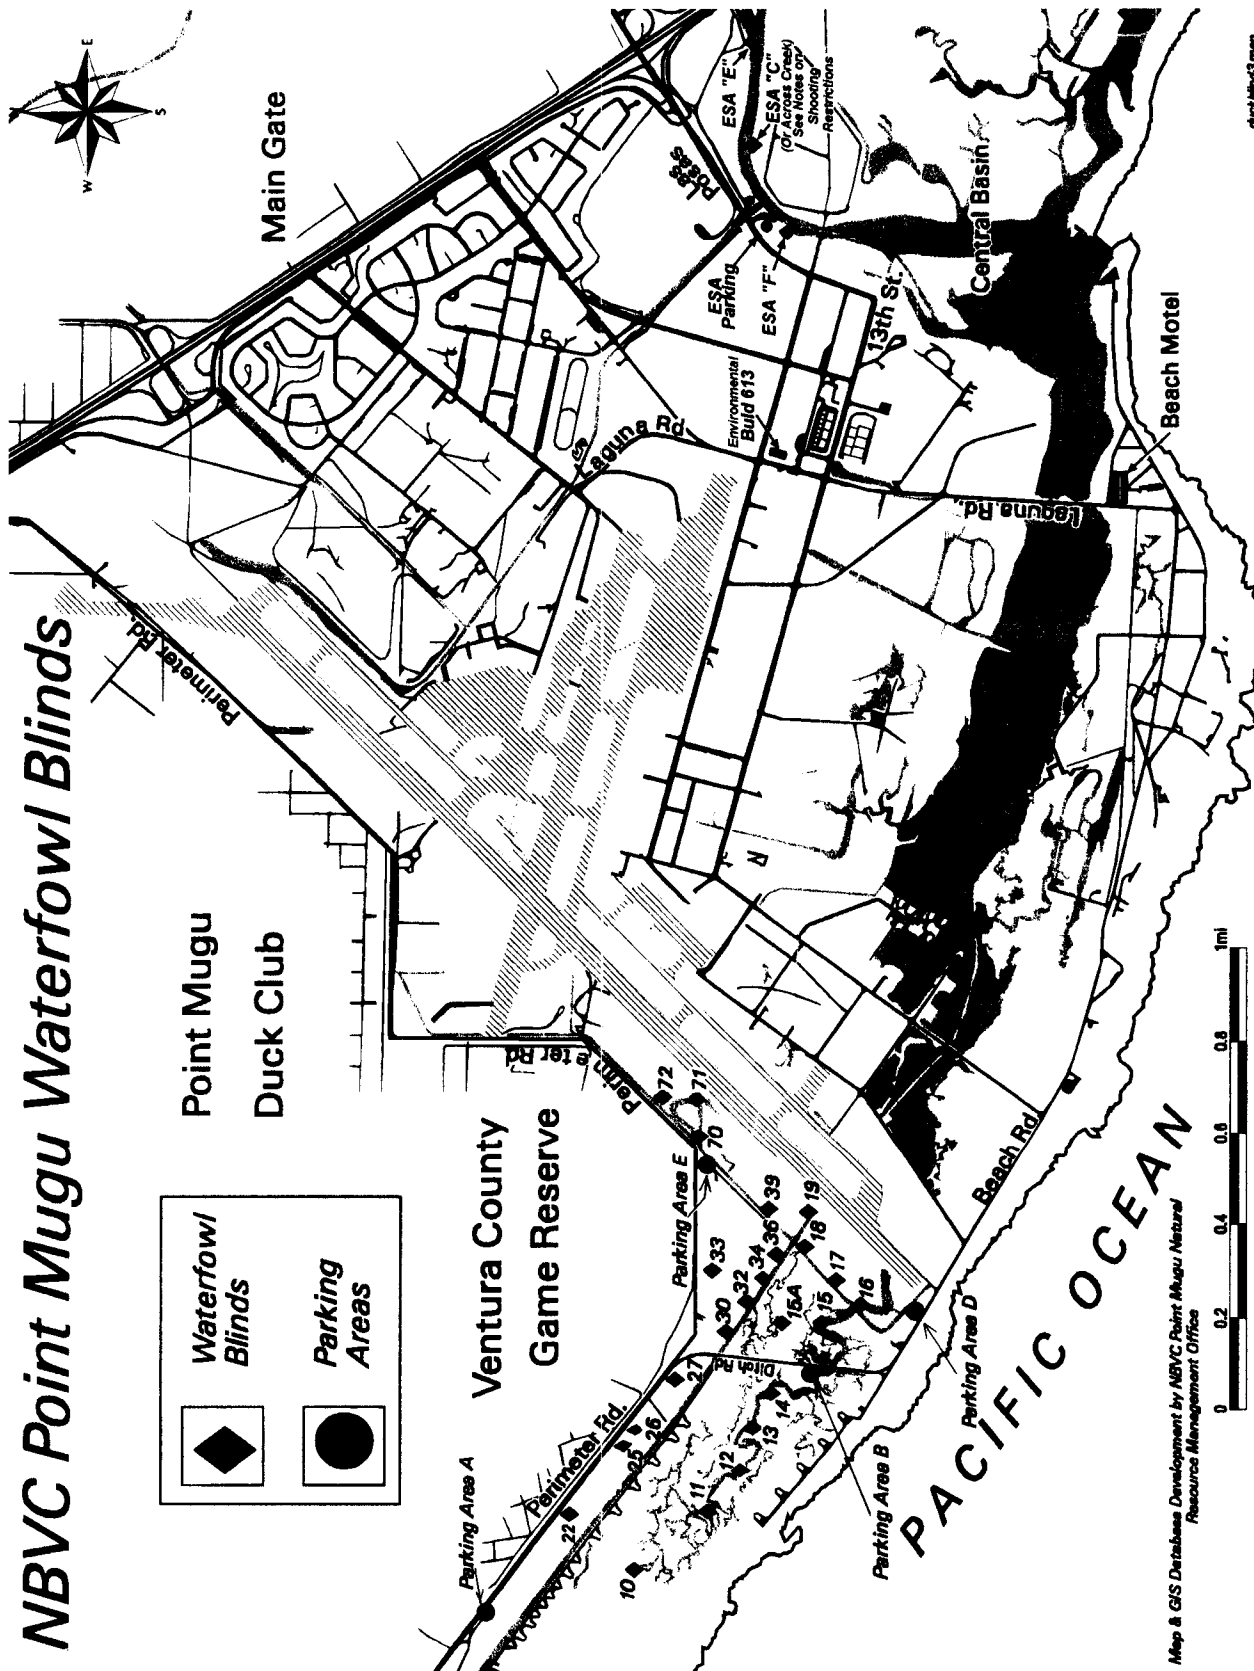 NBVC Point Mugu Waterfowl Blinds
Waterfowl
Blinds
Parking
Areas
Point Mugu
Duck Club
Ventura County
Game Reserve
Main Gate
W
E
S
Perimeter Rd.
Perimeter Rd
Perimeter Rd.
Parking Area A
Parking Area E
Parking Area B
Parking Area D
Ditch Rd
10
11
12
13
14
15
15A
16
17
18
19
22
25
26
27
30
32
33
34
36
39
70
71
72
Las
Posas
ESA "E"
ESA "C"
(Or Across Creek)
See Notes on
Shooting
Restrictions
ESA
Parking
ESA "F"
13th St.
Environmental
Buld 613
Laguna Rd
Laguna Rd.
Central Basin
Beach Motel
Beach Rd.
PACIFIC OCEAN
0 0.2 0.4 0.6 0.8 1mi
Map & GIS Database Development by NBVC Point Mugu Natural
Resource Management Office